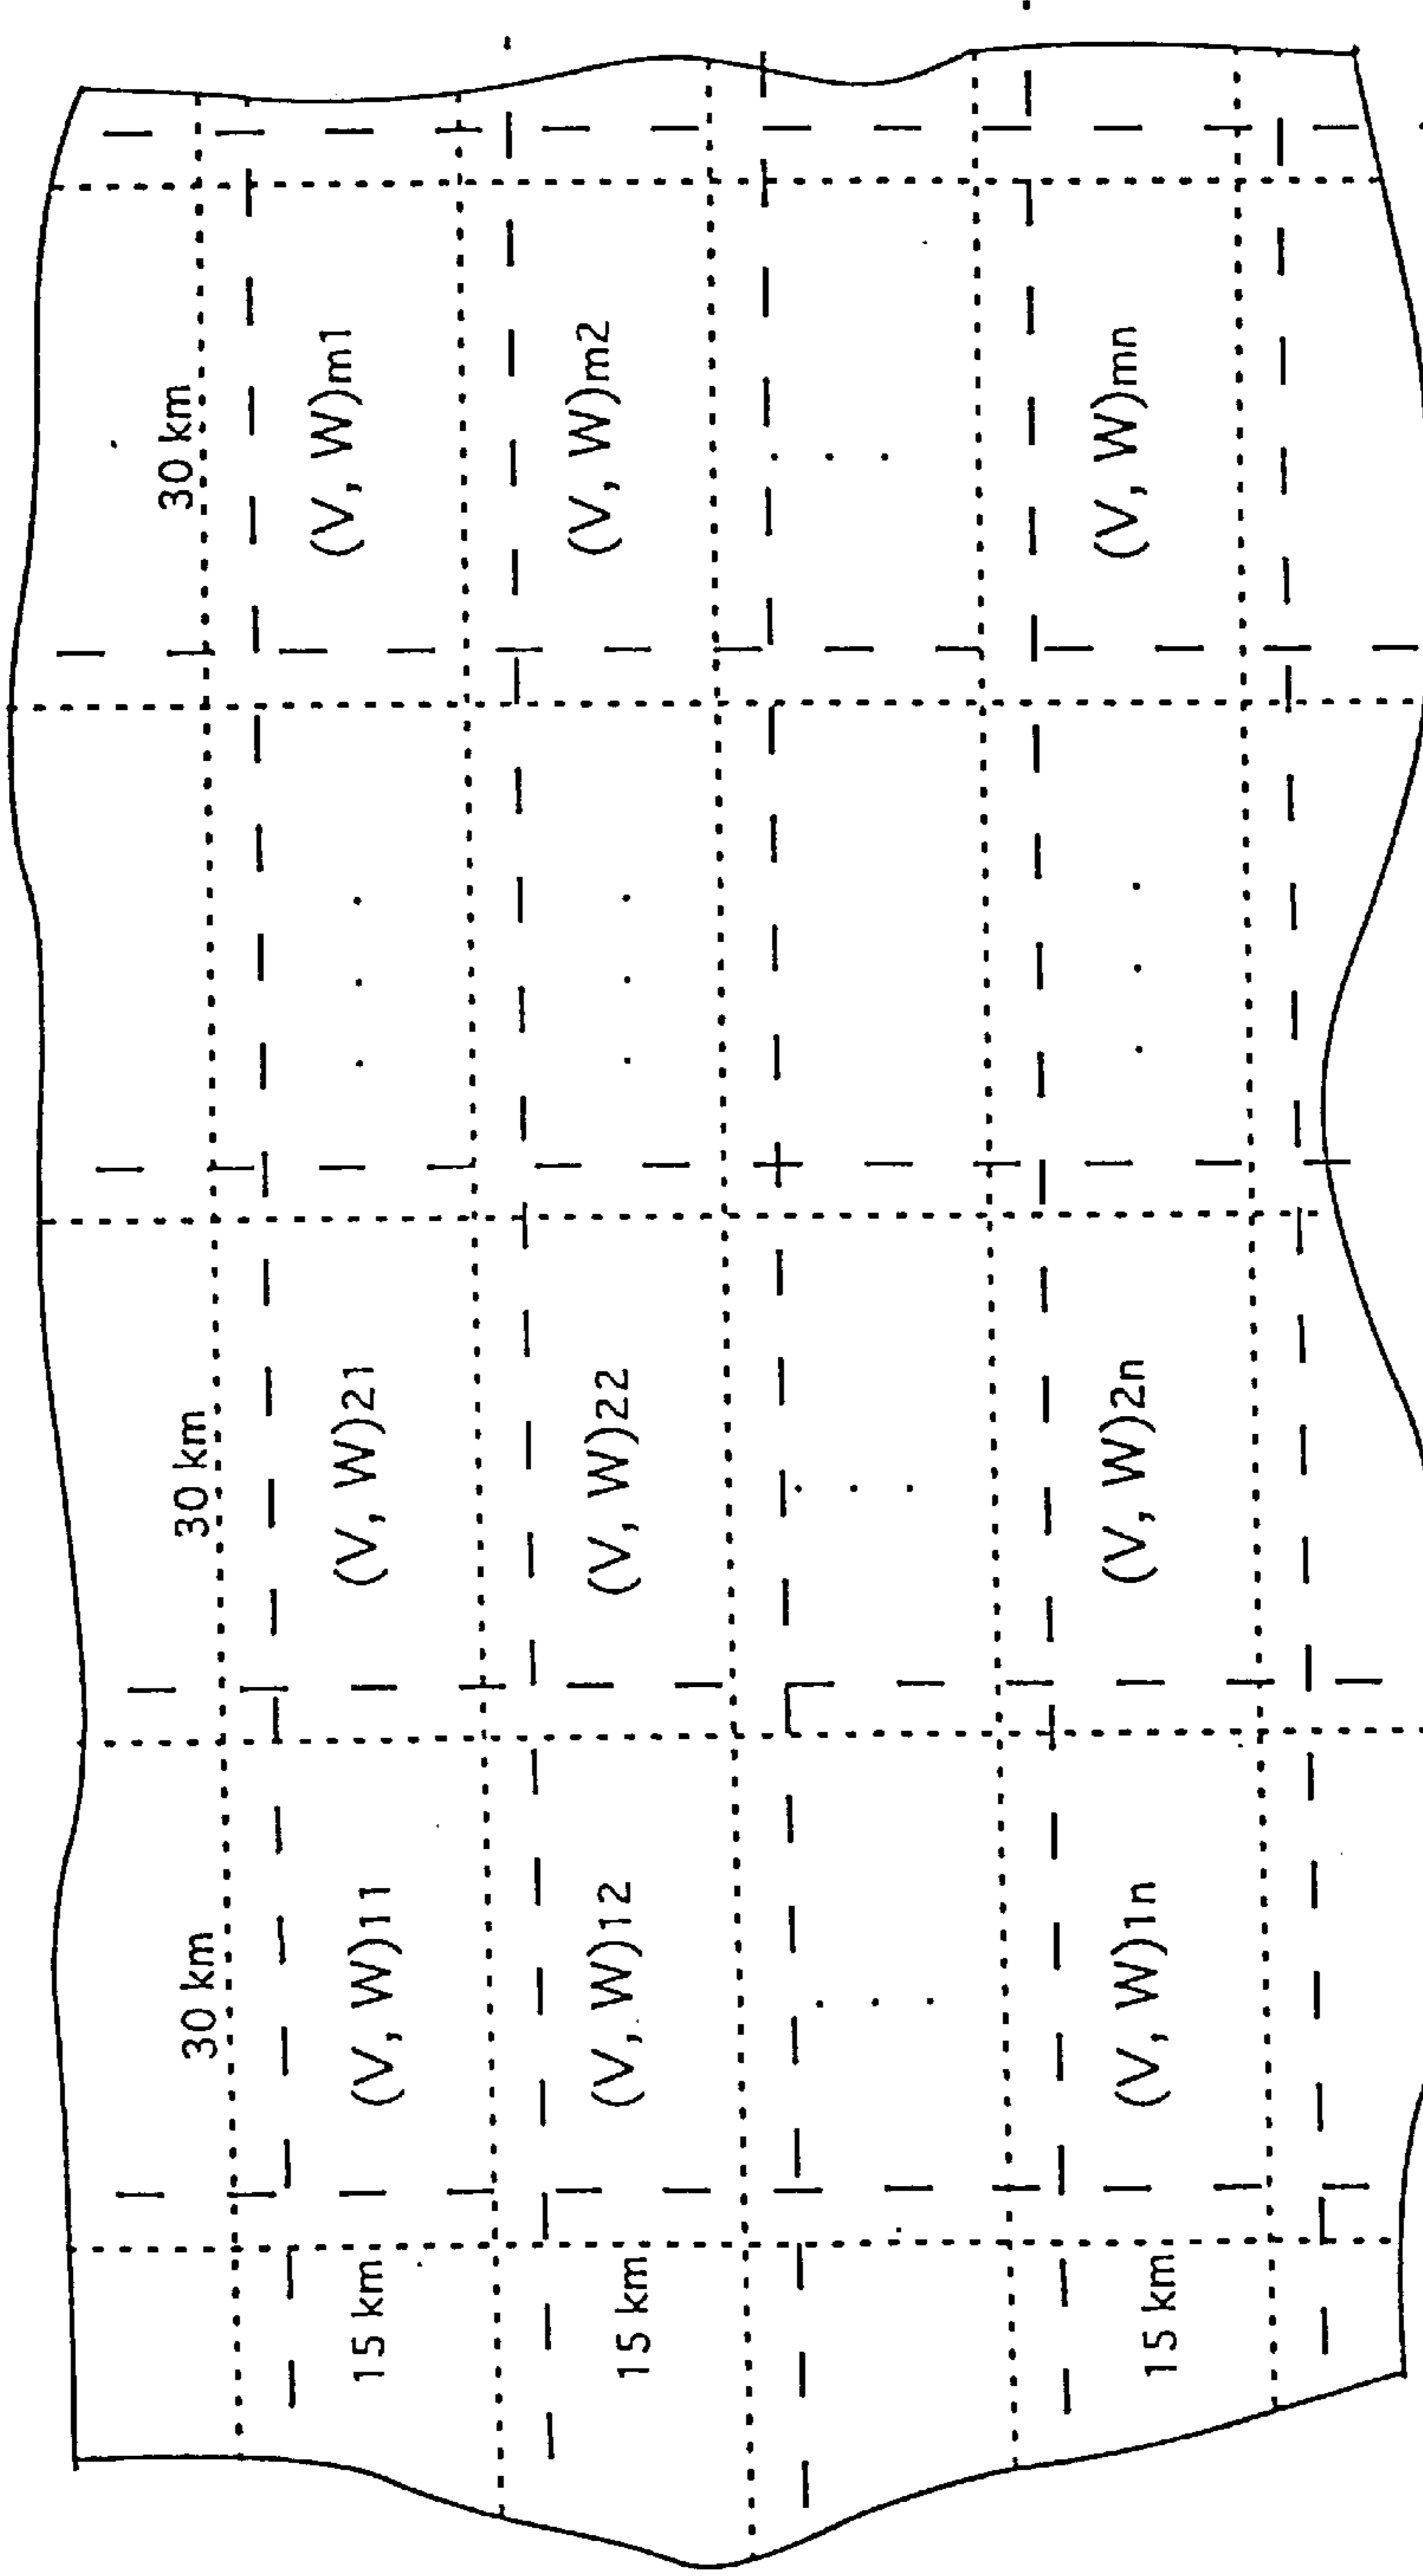 30 km 30 km 30 km
15 km (V, W)11 (V, W)21 . . . (V, W)m1
15 km (V, W)12 (V, W)22 . . . (V, W)m2
. . .
. . .
. . .
15 km (V, W)1n (V, W)2n . . . (V, W)mn